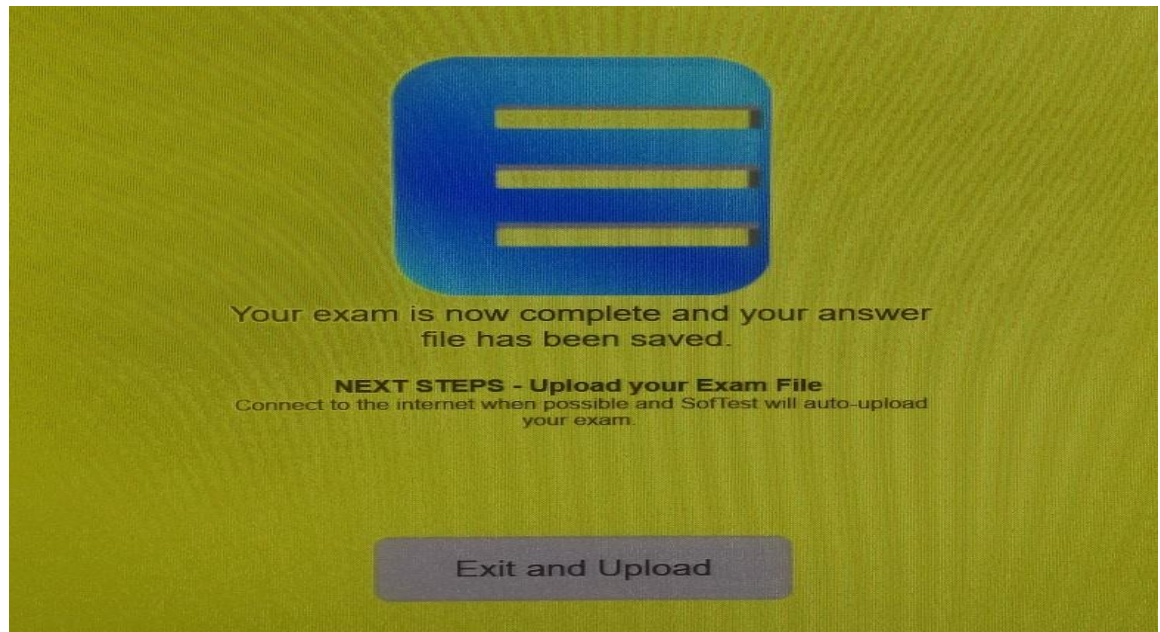 Your exam is now complete and your answer
file has been saved.
NEXT STEPS - Upload your Exam File
Connect to the internet when possible and SofTest will auto-upload
your exam.
Exit and Upload